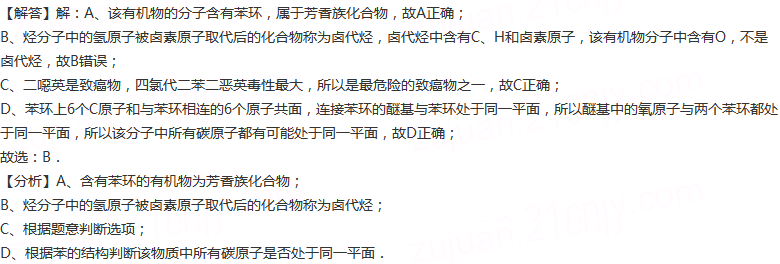 【解答】解：A、该有机物的分子含有苯环，属于芳香族化合物，故A正确；
B、烃分子中的氢原子被卤素原子取代后的化合物称为卤代烃，卤代烃中含有C、H和卤素原子，该有机物分子中含有O，不是
卤代烃，故B错误；
C、二噁英是致癌物，四氯代二苯二恶英毒性最大，所以是最危险的致癌物之一，故C正确；
D、苯环上6个C原子和与苯环相连的6个原子共面，连接苯环的醚基与苯环处于同一平面，所以醚基中的氧原子与两个苯环都处
于同一平面，所以该分子中所有碳原子都有可能处于同一平面，故D正确；
故选：B．
【分析】A、含有苯环的有机物为芳香族化合物；
B、烃分子中的氢原子被卤素原子取代后的化合物称为卤代烃；
C、根据题意判断选项；
D、根据苯的结构判断该物质中所有碳原子是否处于同一平面．
zujuan.21cnjy.com